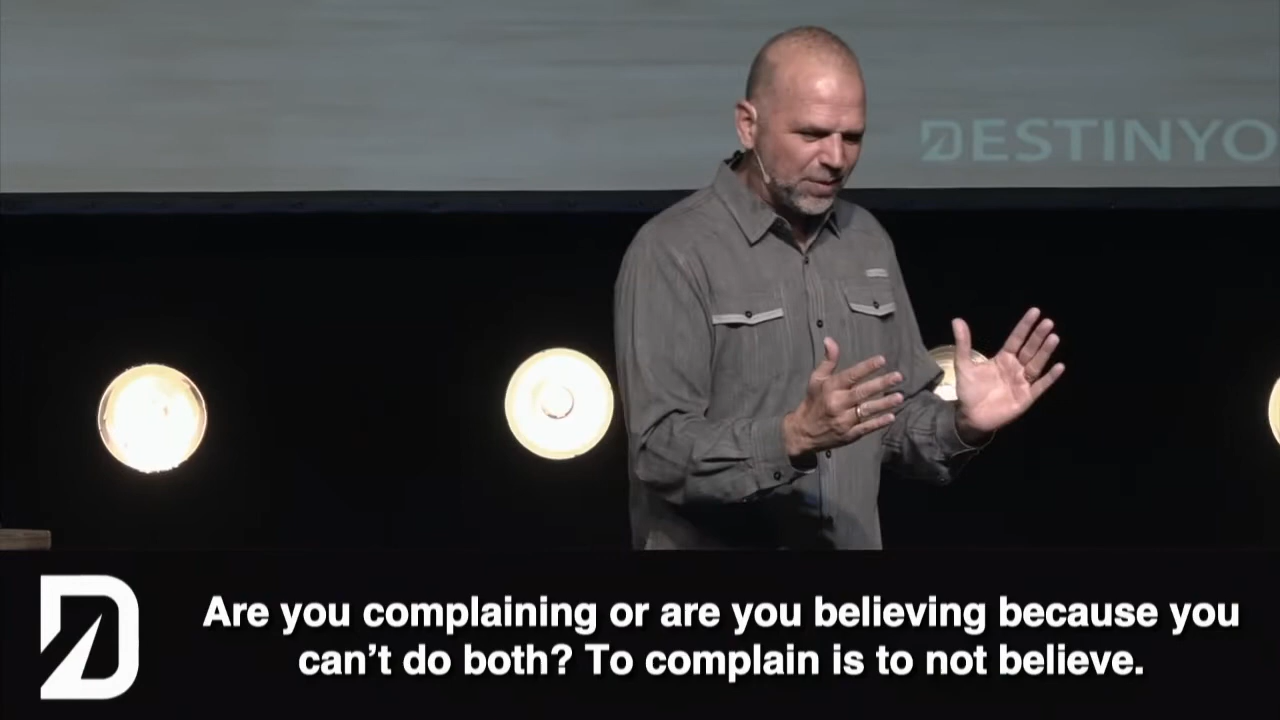 DESTINYO
Are you complaining or are you believing because you
can’t do both? To complain is to not believe.